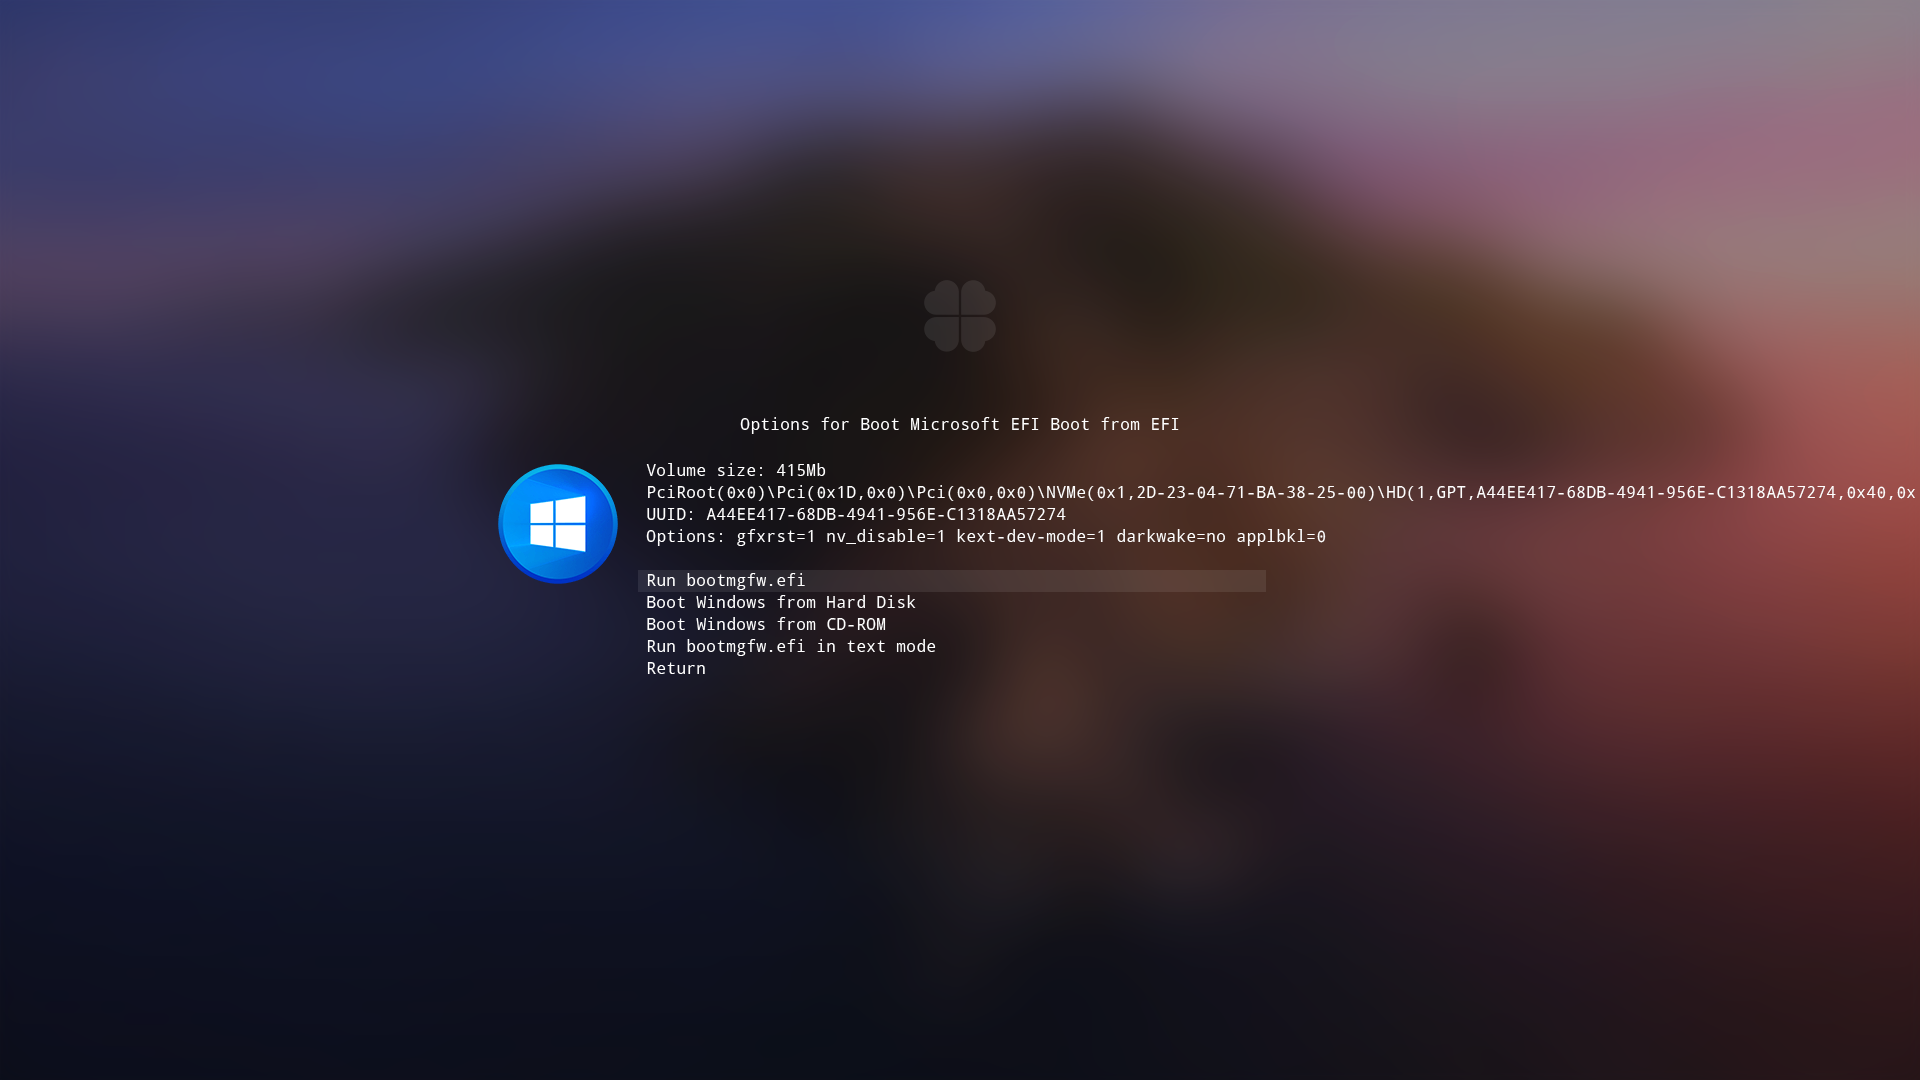 Options for Boot Microsoft EFI Boot from EFI
Volume size: 415Mb
PciRoot(0x0)\Pci(0x1D,0x0)\Pci(0x0,0x0)\NVMe(0x1,2D-23-04-71-BA-38-25-00)\HD(1,GPT,A44EE417-68DB-4941-956E-C1318AA57274,0x40,0x
UUID: A44EE417-68DB-4941-956E-C1318AA57274
Options: gfxrst=1 nv_disable=1 kext-dev-mode=1 darkwake=no applbkl=0
Run bootmgfw.efi
Boot Windows from Hard Disk
Boot Windows from CD-ROM
Run bootmgfw.efi in text mode
Return